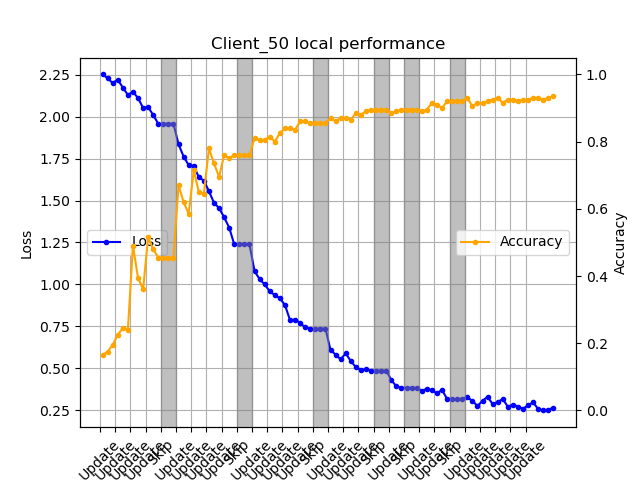 Client_50 local performance
Loss
2.25
2.00
1.75
1.50
1.25
1.00
0.75
0.50
0.25
Loss
Accuracy
1.0
0.8
0.6
0.4
0.2
0.0
Accuracy
Update
Update
Update
Update
Skip
Update
Update
Update
Update
Skip
Update
Update
Update
Update
Skip
Update
Update
Update
Skip
Update
Skip
Update
Update
Skip
Update
Update
Update
Update
Update